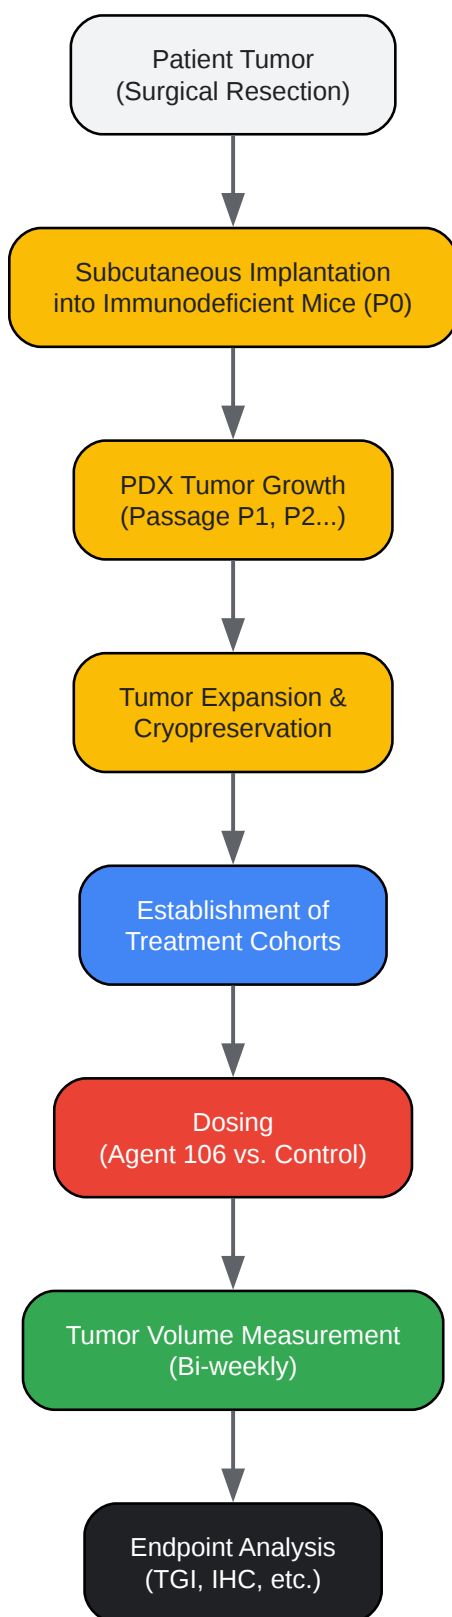 Patient Tumor
(Surgical Resection)
Subcutaneous Implantation
into Immunodeficient Mice (P0)
PDX Tumor Growth
(Passage P1, P2...)
Tumor Expansion &
Cryopreservation
Establishment of
Treatment Cohorts
Dosing
(Agent 106 vs. Control)
Tumor Volume Measurement
(Bi-weekly)
Endpoint Analysis
(TGI, IHC, etc.)